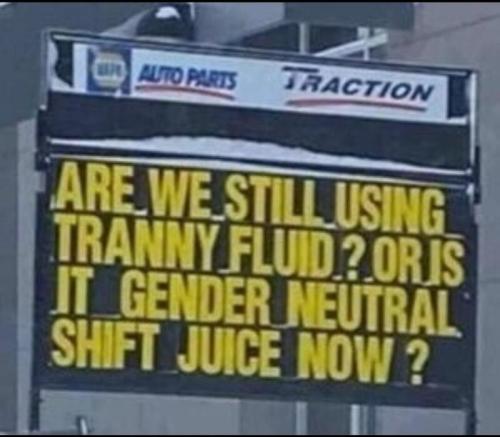 NAPA AUTO PARTS TRACTION
ARE WE STILL USING
TRANNY FLUID? OR IS
IT GENDER NEUTRAL
SHIFT JUICE NOW?